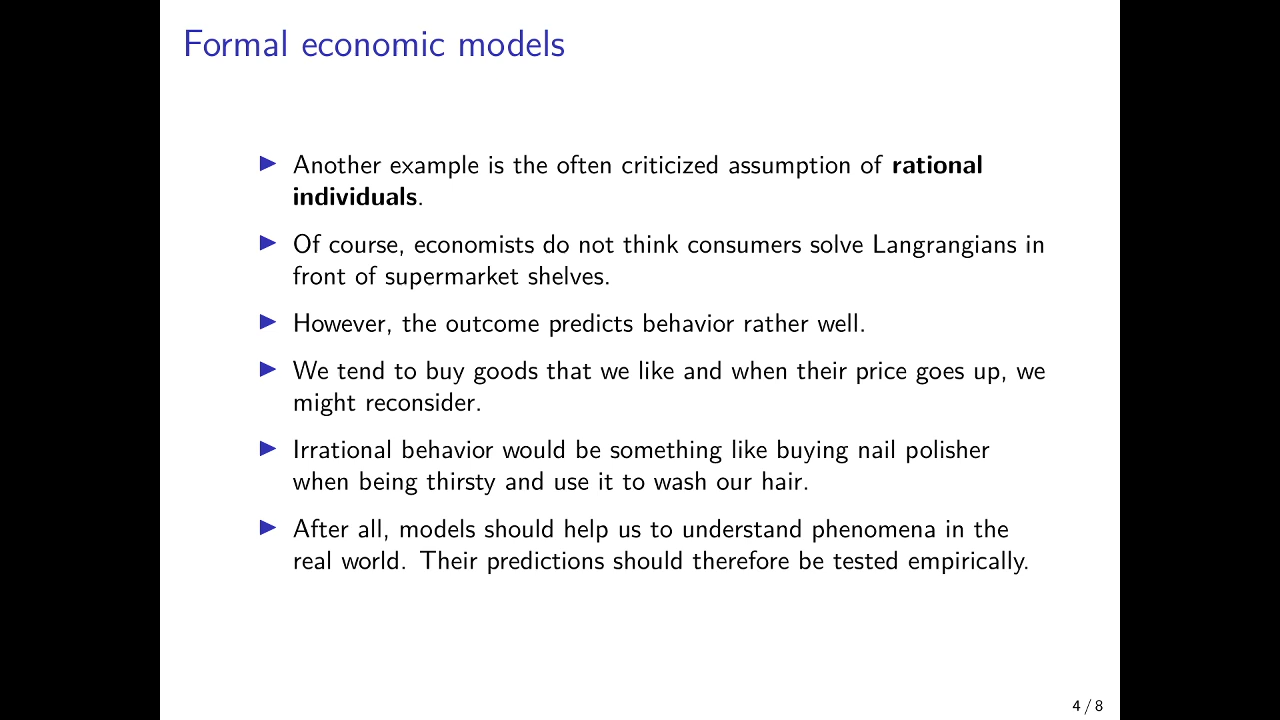 Formal economic models
▶ Another example is the often criticized assumption of rational
individuals.
▶ Of course, economists do not think consumers solve Langrangians in
front of supermarket shelves.
▶ However, the outcome predicts behavior rather well.
▶ We tend to buy goods that we like and when their price goes up, we
might reconsider.
▶ Irrational behavior would be something like buying nail polisher
when being thirsty and use it to wash our hair.
▶ After all, models should help us to understand phenomena in the
real world. Their predictions should therefore be tested empirically.
4 / 8